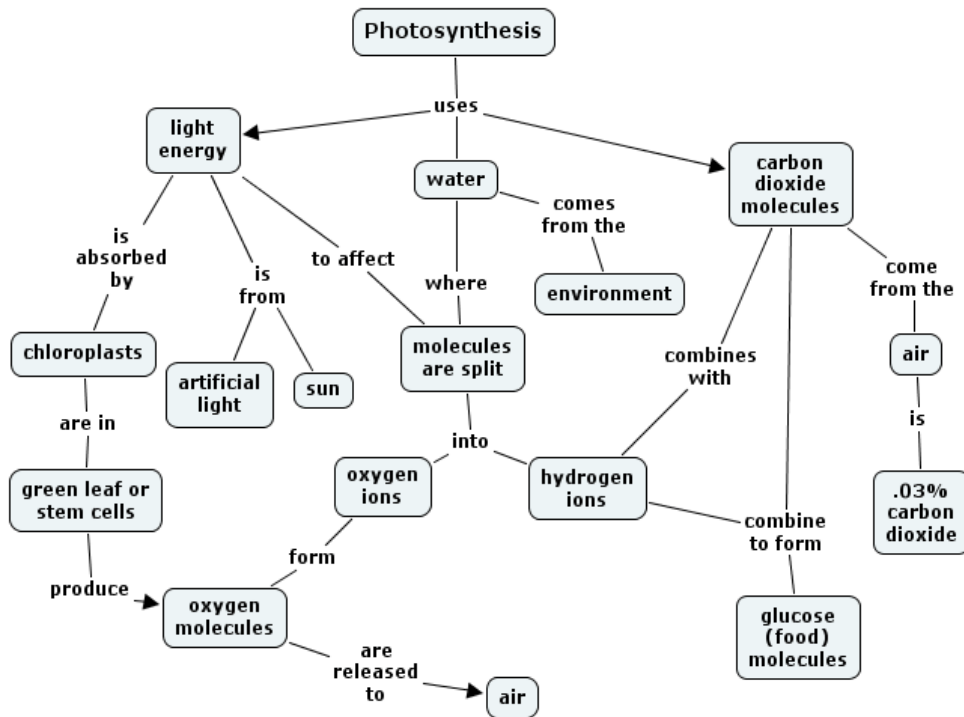 Photosynthesis
uses
light
energy
water
carbon
dioxide
molecules
is
absorbed
by
is
from
to affect
where
comes
from the
environment
come
from the
chloroplasts
artificial
light
sun
molecules
are split
combines
with
air
are in
into
is
green leaf or
stem cells
oxygen
ions
hydrogen
ions
.03%
carbon
dioxide
form
combine
to form
produce
oxygen
molecules
glucose
(food)
molecules
are
released
to
air